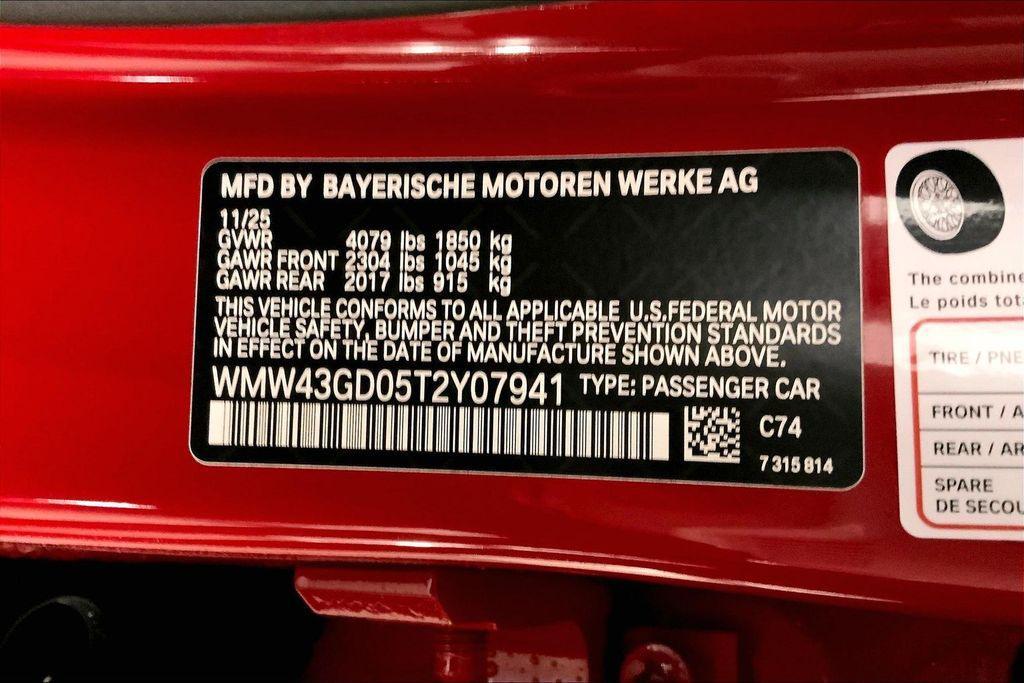 MFD BY BAYERISCHE MOTOREN WERKE AG
11/25
GVWR 4079 lbs 1850 kg
GAWR FRONT 2304 lbs 1045 kg
GAWR REAR 2017 lbs 915 kg
THIS VEHICLE CONFORMS TO ALL APPLICABLE U.S.FEDERAL MOTOR
VEHICLE SAFETY, BUMPER AND THEFT PREVENTION STANDARDS
IN EFFECT ON THE DATE OF MANUFACTURE SHOWN ABOVE.
WMW43GD05T2Y07941 TYPE: PASSENGER CAR
C74
7 315 814
The combine
Le poids tota
TIRE / PNE
FRONT / A
REAR / AR
SPARE
DE SECOU